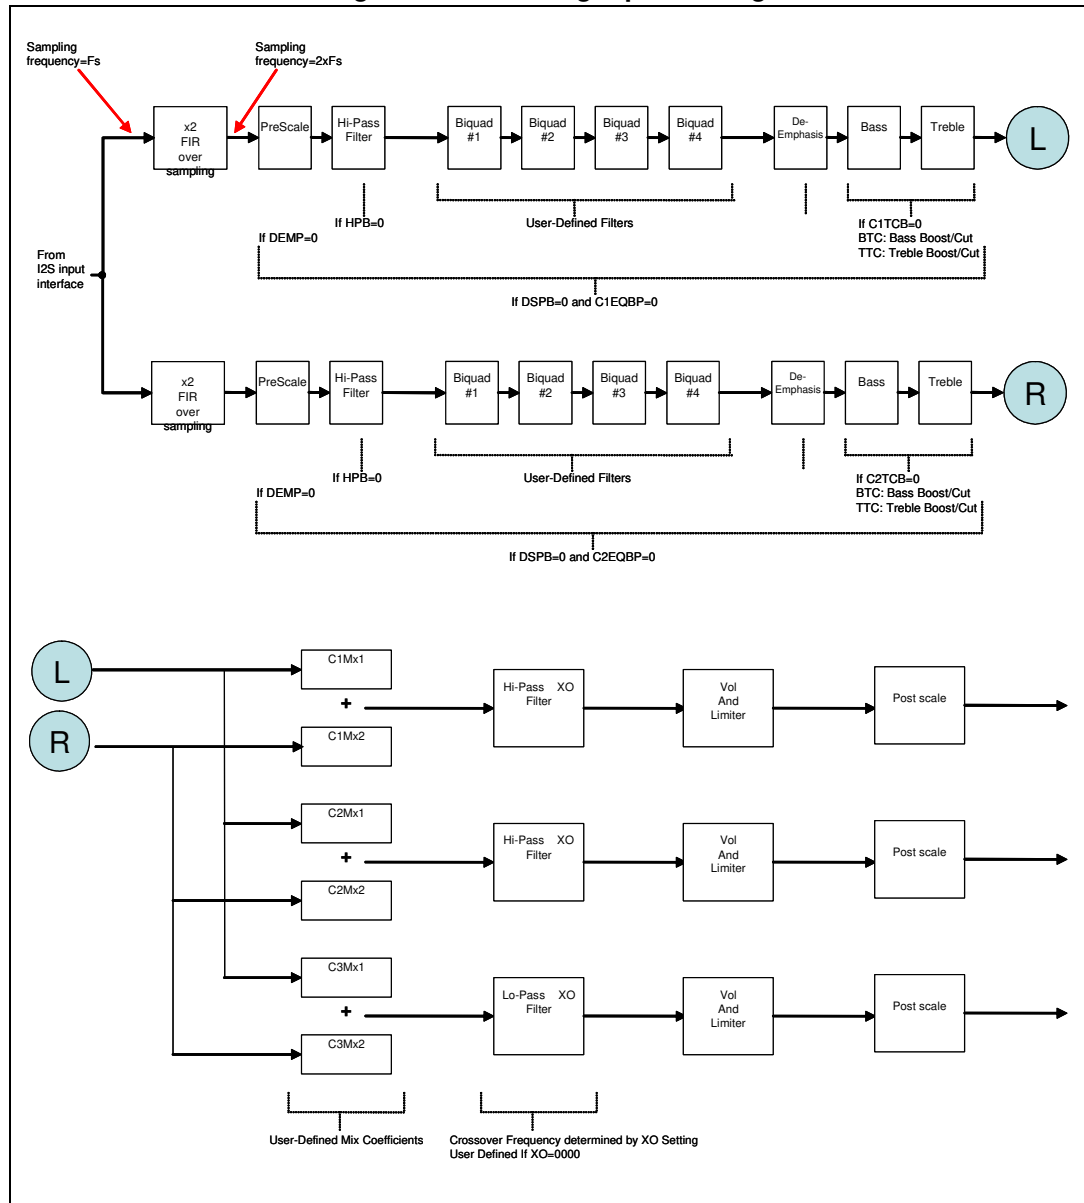 Sampling
frequency=Fs
Sampling
frequency=2xFs
x2
FIR
over
sampling
PreScale
Hi-Pass
Filter
Biquad
#1
Biquad
#2
Biquad
#3
Biquad
#4
De-
Emphasis
Bass
Treble
L
If HPB=0
User-Defined Filters
If C1TCB=0
BTC: Bass Boost/Cut
TTC: Treble Boost/Cut
If DEMP=0
From
I2S input
interface
If DSPB=0 and C1EQBP=0
x2
FIR
over
sampling
PreScale
Hi-Pass
Filter
Biquad
#1
Biquad
#2
Biquad
#3
Biquad
#4
De-
Emphasis
Bass
Treble
R
If HPB=0
User-Defined Filters
If C2TCB=0
BTC: Bass Boost/Cut
TTC: Treble Boost/Cut
If DEMP=0
If DSPB=0 and C2EQBP=0
L
R
C1Mx1
+
C1Mx2
Hi-Pass XO
Filter
Vol
And
Limiter
Post scale
C2Mx1
+
C2Mx2
Hi-Pass XO
Filter
Vol
And
Limiter
Post scale
C3Mx1
+
C3Mx2
Lo-Pass XO
Filter
Vol
And
Limiter
Post scale
User-Defined Mix Coefficients
Crossover Frequency determined by XO Setting
User Defined If XO=0000